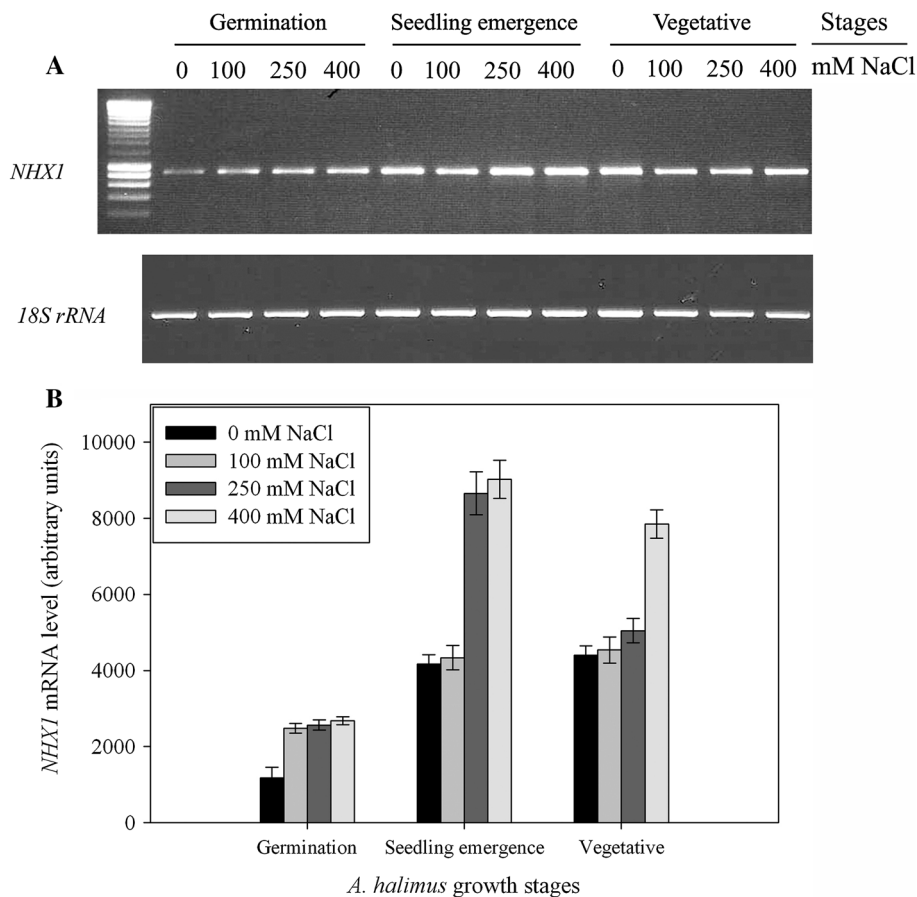 Germination Seedling emergence Vegetative Stages
A 0 100 250 400 0 100 250 400 0 100 250 400 mM NaCl
NHX1
18S rRNA
B
0 mM NaCl
100 mM NaCl
250 mM NaCl
400 mM NaCl
10000
8000
6000
4000
2000
0
NHX1 mRNA level (arbitrary units)
Germination Seedling emergence Vegetative
A. halimus growth stages